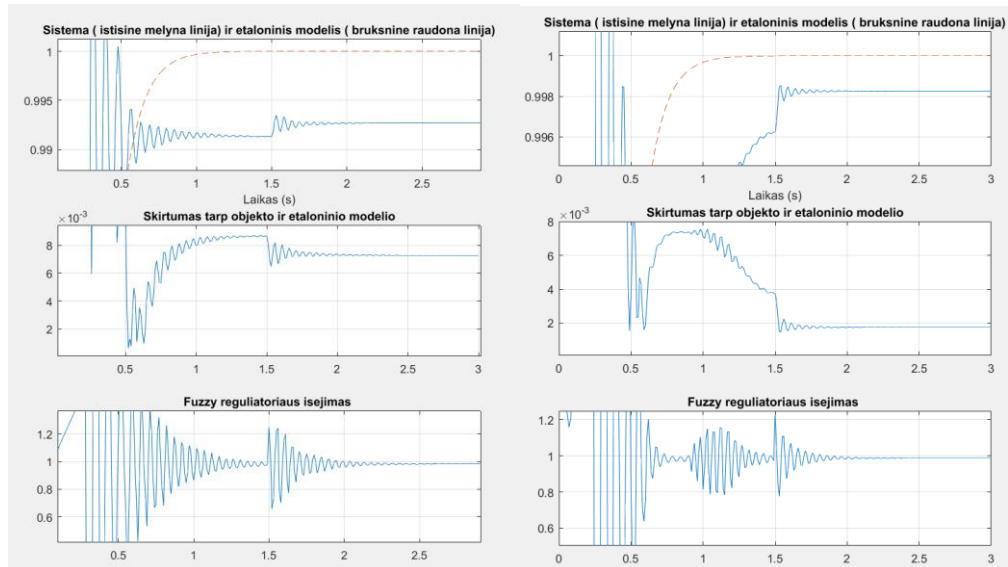 Sistema ( istisine melyna linija) ir etaloninis modelis ( bruksnine raudona linija)
1
0.995
0.99
0.5 1 1.5 2 2.5
Laikas (s)
× 10-3
Skirtumas tarp objekto ir etaloninio modelio
8
6
4
2
0.5 1 1.5 2 2.5 3
Fuzzy reguliatoriaus isejimas
1.2
1
0.8
0.6
0.5 1 1.5 2 2.5
Sistema ( istisine melyna linija) ir etaloninis modelis ( bruksnine raudona linija)
1
0.998
0.996
0 0.5 1 1.5 2 2.5 3
Laikas (s)
× 10-3
Skirtumas tarp objekto ir etaloninio modelio
8
6
4
2
0 0.5 1 1.5 2 2.5 3
Fuzzy reguliatoriaus isejimas
1.2
1
0.8
0.6
0 0.5 1 1.5 2 2.5 3